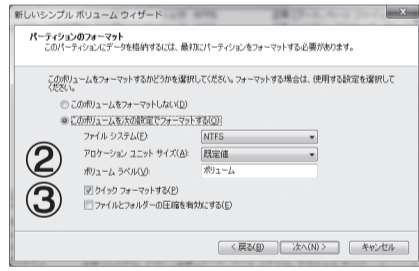 新しいシンプル ボリューム ウィザード
パーティションのフォーマット
このパーティションにデータを格納するには、最初にパーティションをフォーマットする必要があります。
このボリュームをフォーマットするかどうかを選択してください。フォーマットする場合は、使用する設定を選択して
ください。
このボリュームをフォーマットしない(D)
このボリュームを次の設定でフォーマットする(O):
ファイル システム(F): NTFS
② アロケーション ユニット サイズ(A): 既定値
ボリューム ラベル(V): ボリューム
③ クイック フォーマットする(P)
ファイルとフォルダーの圧縮を有効にする(E)
< 戻る(B) 次へ(N) > キャンセル